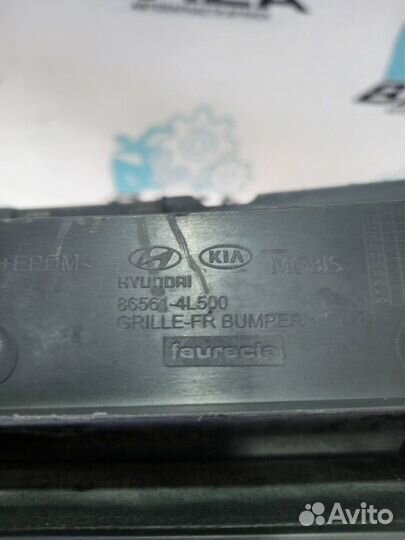 +EPDM>
HYUNDAI
KIA
MOBIS
86561-4L500
GRILLE-FR BUMPER
faurecia
Avito